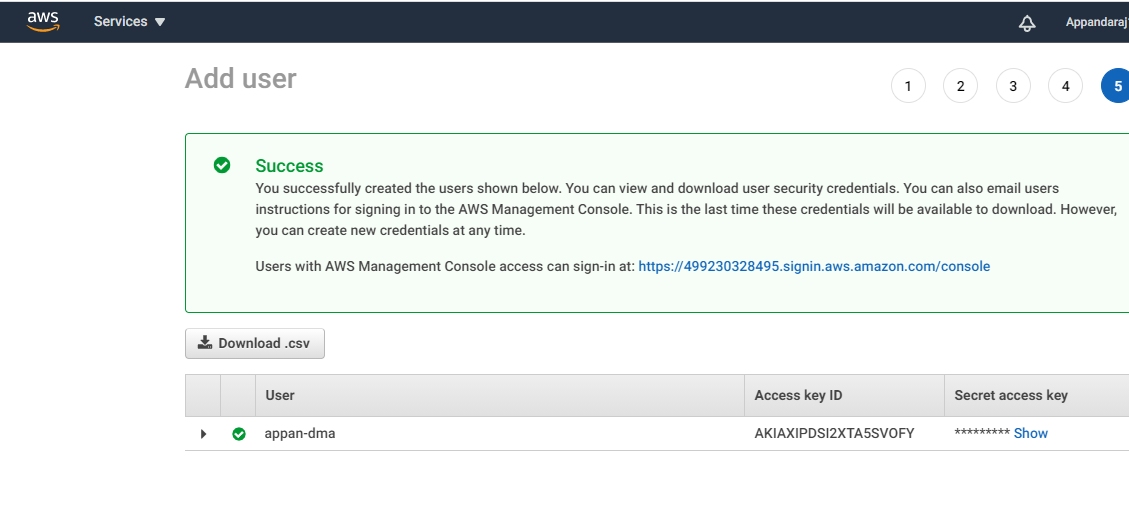 aws Services Appandaraj
Add user 1 2 3 4 5
Success
You successfully created the users shown below. You can view and download user security credentials. You can also email users
instructions for signing in to the AWS Management Console. This is the last time these credentials will be available to download. However,
you can create new credentials at any time.
Users with AWS Management Console access can sign-in at: https://499230328495.signin.aws.amazon.com/console
Download .csv
User Access key ID Secret access key
appan-dma AKIAXIPDSI2XTA5SVOFY ********* Show